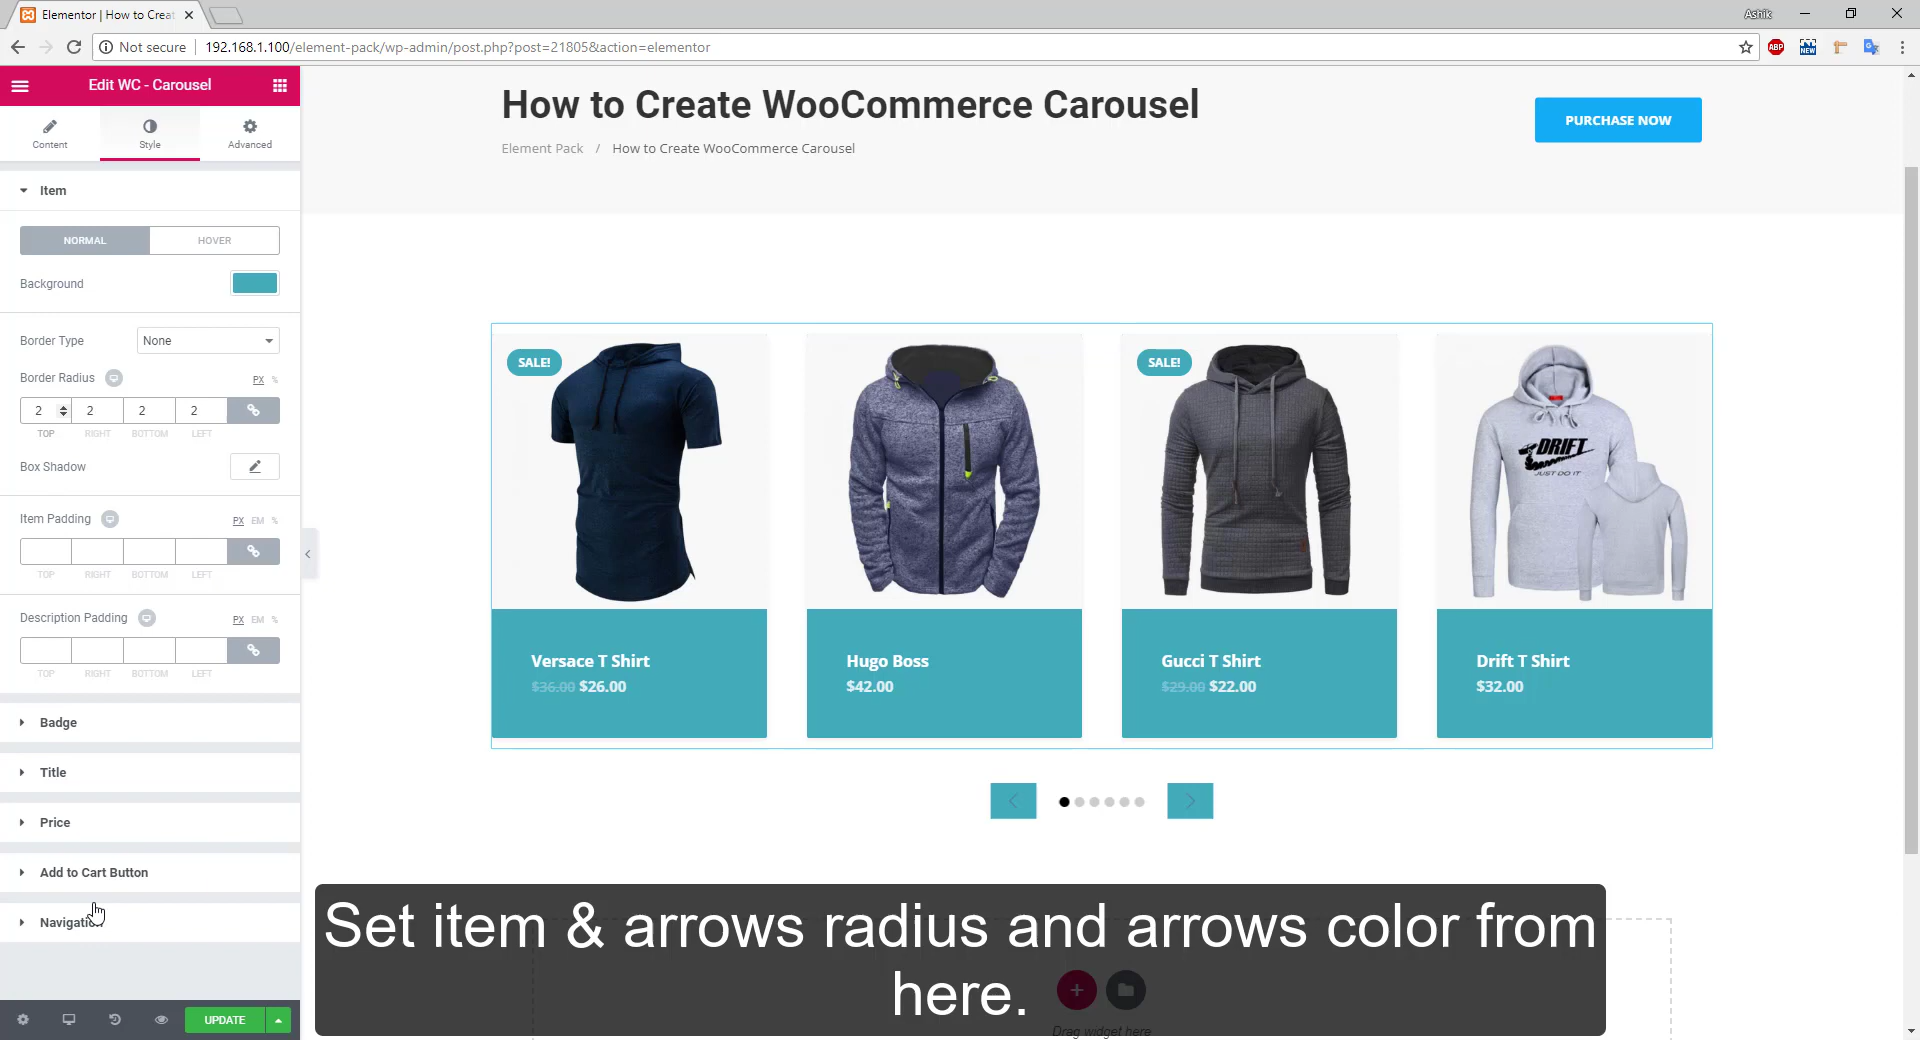 Elementor | How to Creat
Ashik
Not secure
192.168.1.100/element-pack/wp-admin/post.php?post=21805&action=elementor
ABP
NEW
Edit WC - Carousel
Content
Style
Advanced
Item
NORMAL
HOVER
Background
Border Type
None
Border Radius
PX %
2 2 2 2
TOP RIGHT BOTTOM LEFT
Box Shadow
Item Padding
PX EM %
TOP RIGHT BOTTOM LEFT
Description Padding
PX EM %
TOP RIGHT BOTTOM LEFT
Badge
Title
Price
Add to Cart Button
Navigation
UPDATE
How to Create WooCommerce Carousel
Element Pack / How to Create WooCommerce Carousel
PURCHASE NOW
SALE!
SALE!
DRIFT
JUST DO IT
Versace T Shirt
$36.00 $26.00
Hugo Boss
$42.00
Gucci T Shirt
$29.00 $22.00
Drift T Shirt
$32.00
Set item & arrows radius and arrows color from
here.
Drag widget here